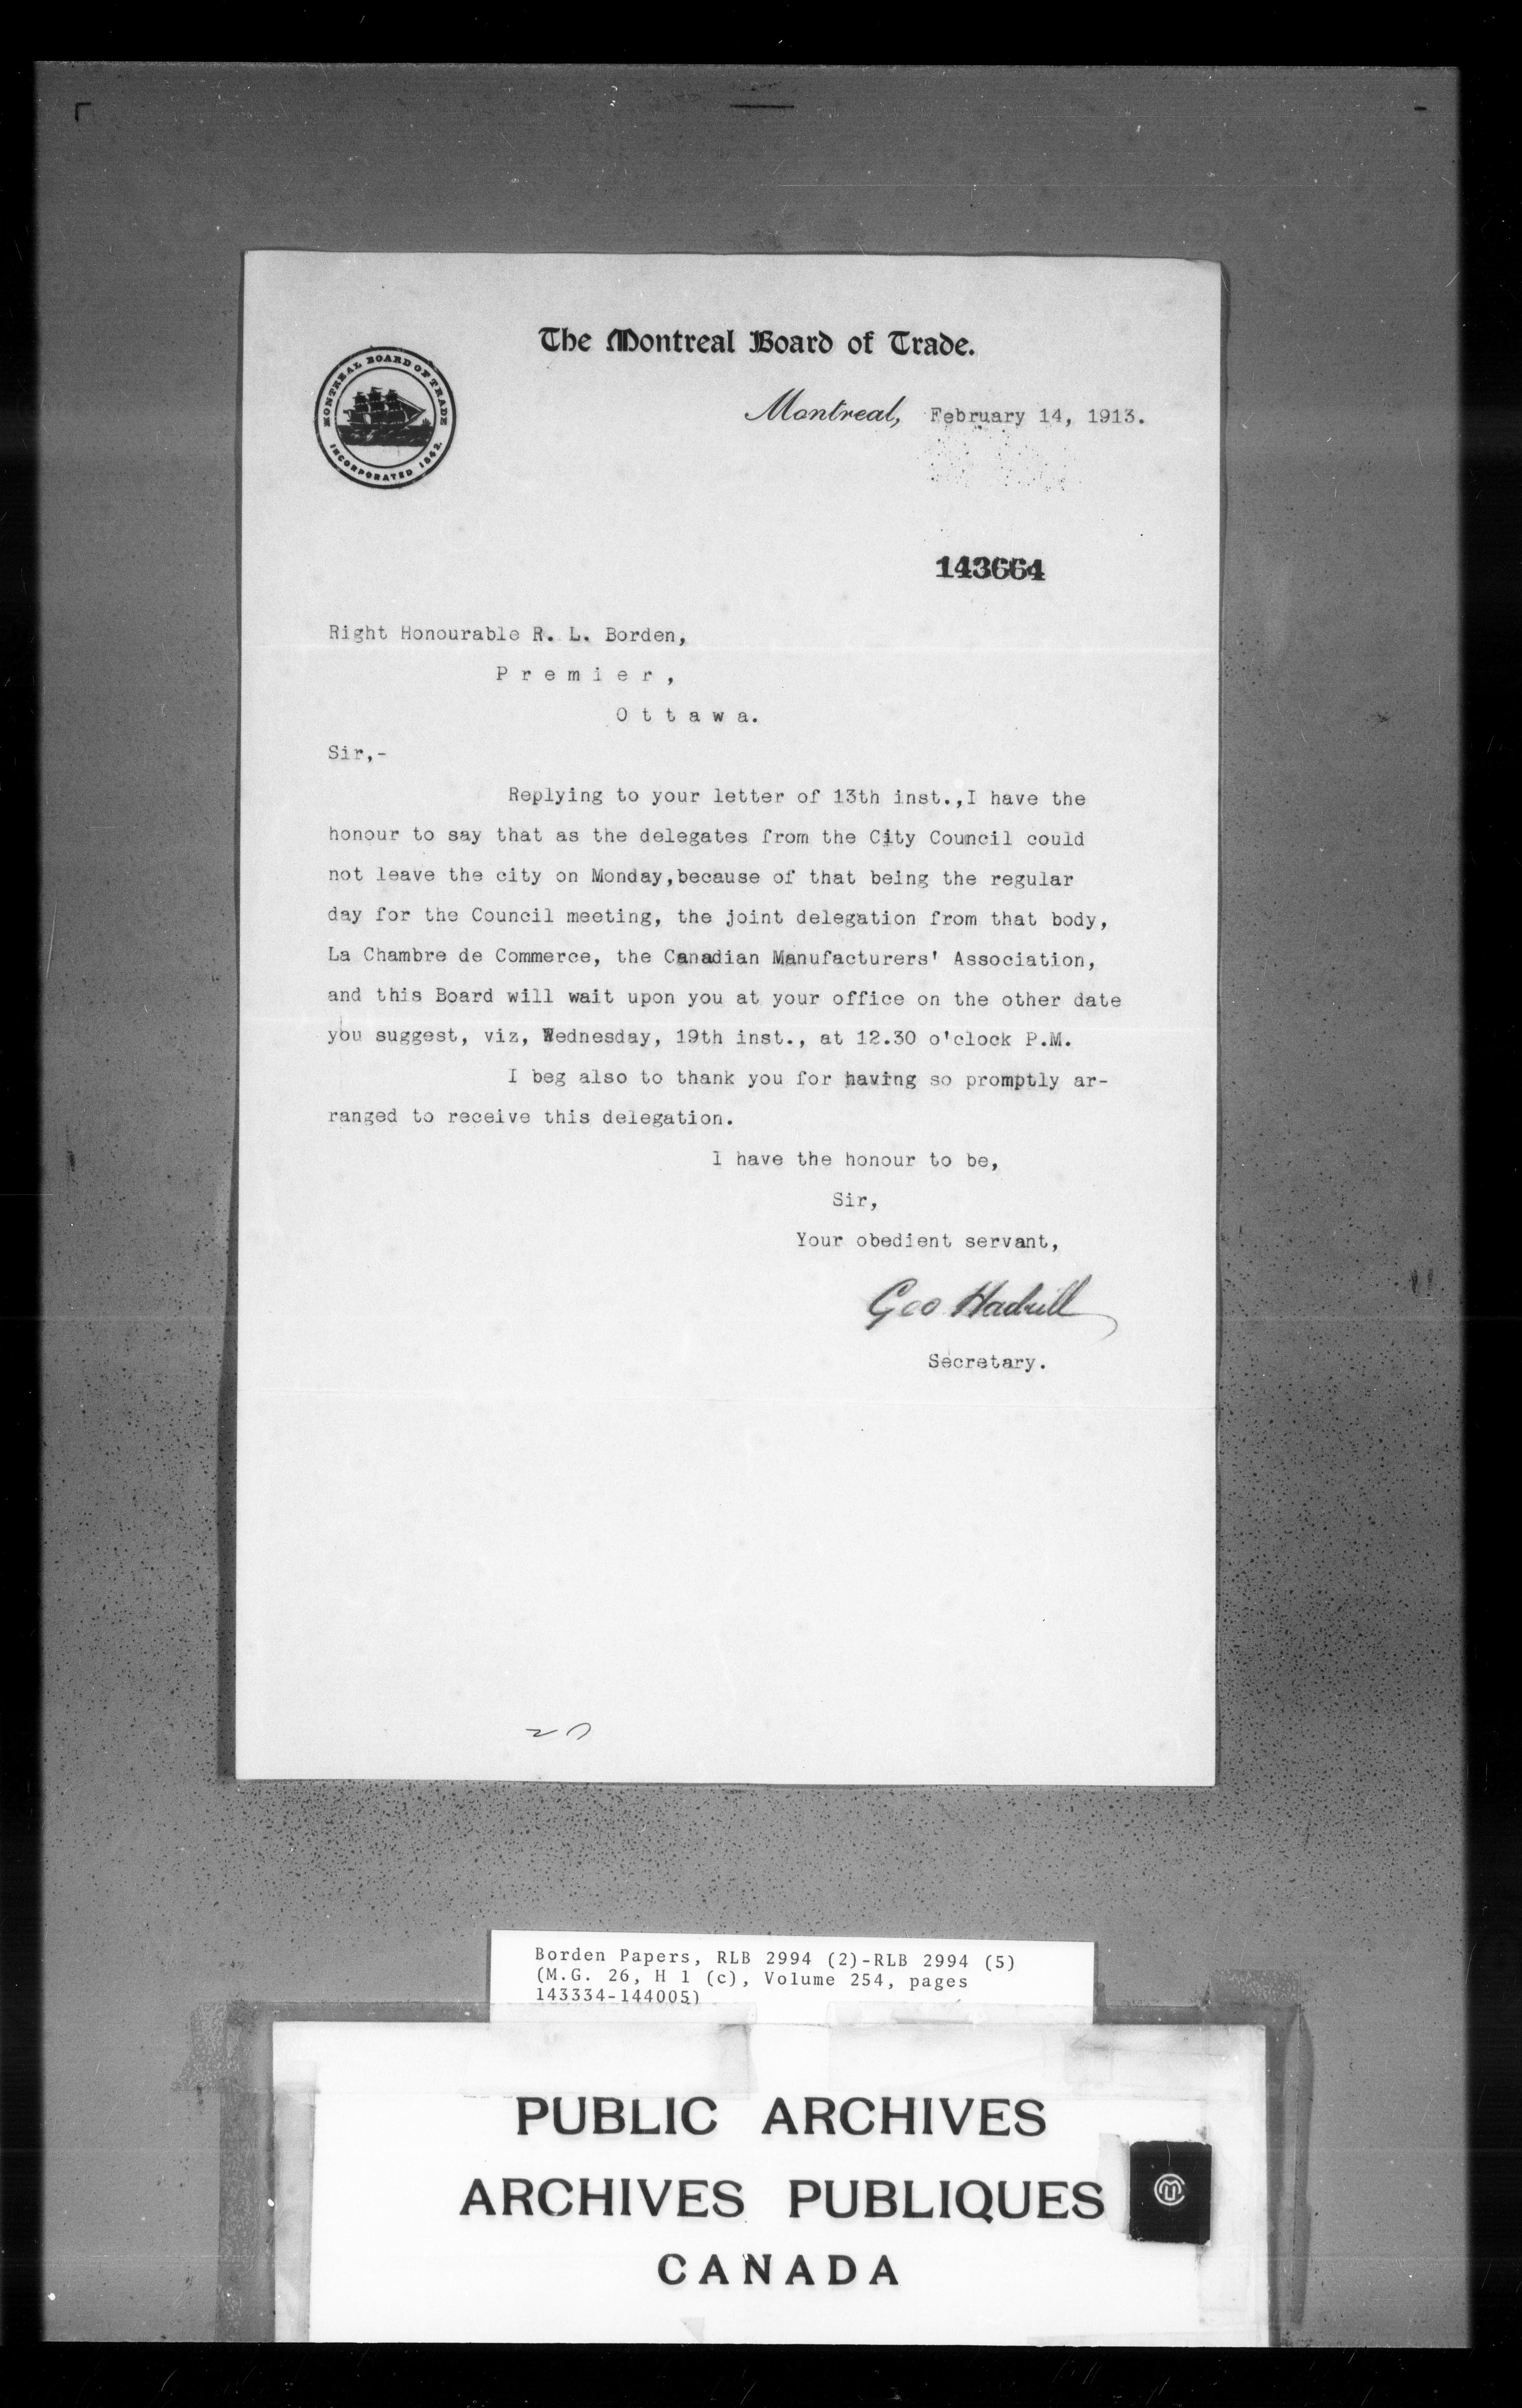 The Montreal Board of Trade.
MONTREAL BOARD OF TRADE
INCORPORATED 1842.
Montreal, February 14, 1913.
143664
Right Honourable R. L. Borden,
P r e m i e r ,
O t t a w a.
Sir,-
Replying to your letter of 13th inst.,I have the
honour to say that as the delegates from the City Council could
not leave the city on Monday,because of that being the regular
day for the Council meeting, the joint delegation from that body,
La Chambre de Commerce, the Canadian Manufacturers' Association,
and this Board will wait upon you at your office on the other date
you suggest, viz, Wednesday, 19th inst., at 12.30 o'clock P.M.
I beg also to thank you for having so promptly ar-
ranged to receive this delegation.
I have the honour to be,
Sir,
Your obedient servant,
Geo Hadrill
Secretary.
Borden Papers, RLB 2994 (2)-RLB 2994 (5)
(M.G. 26, H 1 (c), Volume 254, pages
143334-144005)
PUBLIC ARCHIVES
ARCHIVES PUBLIQUES
CANADA